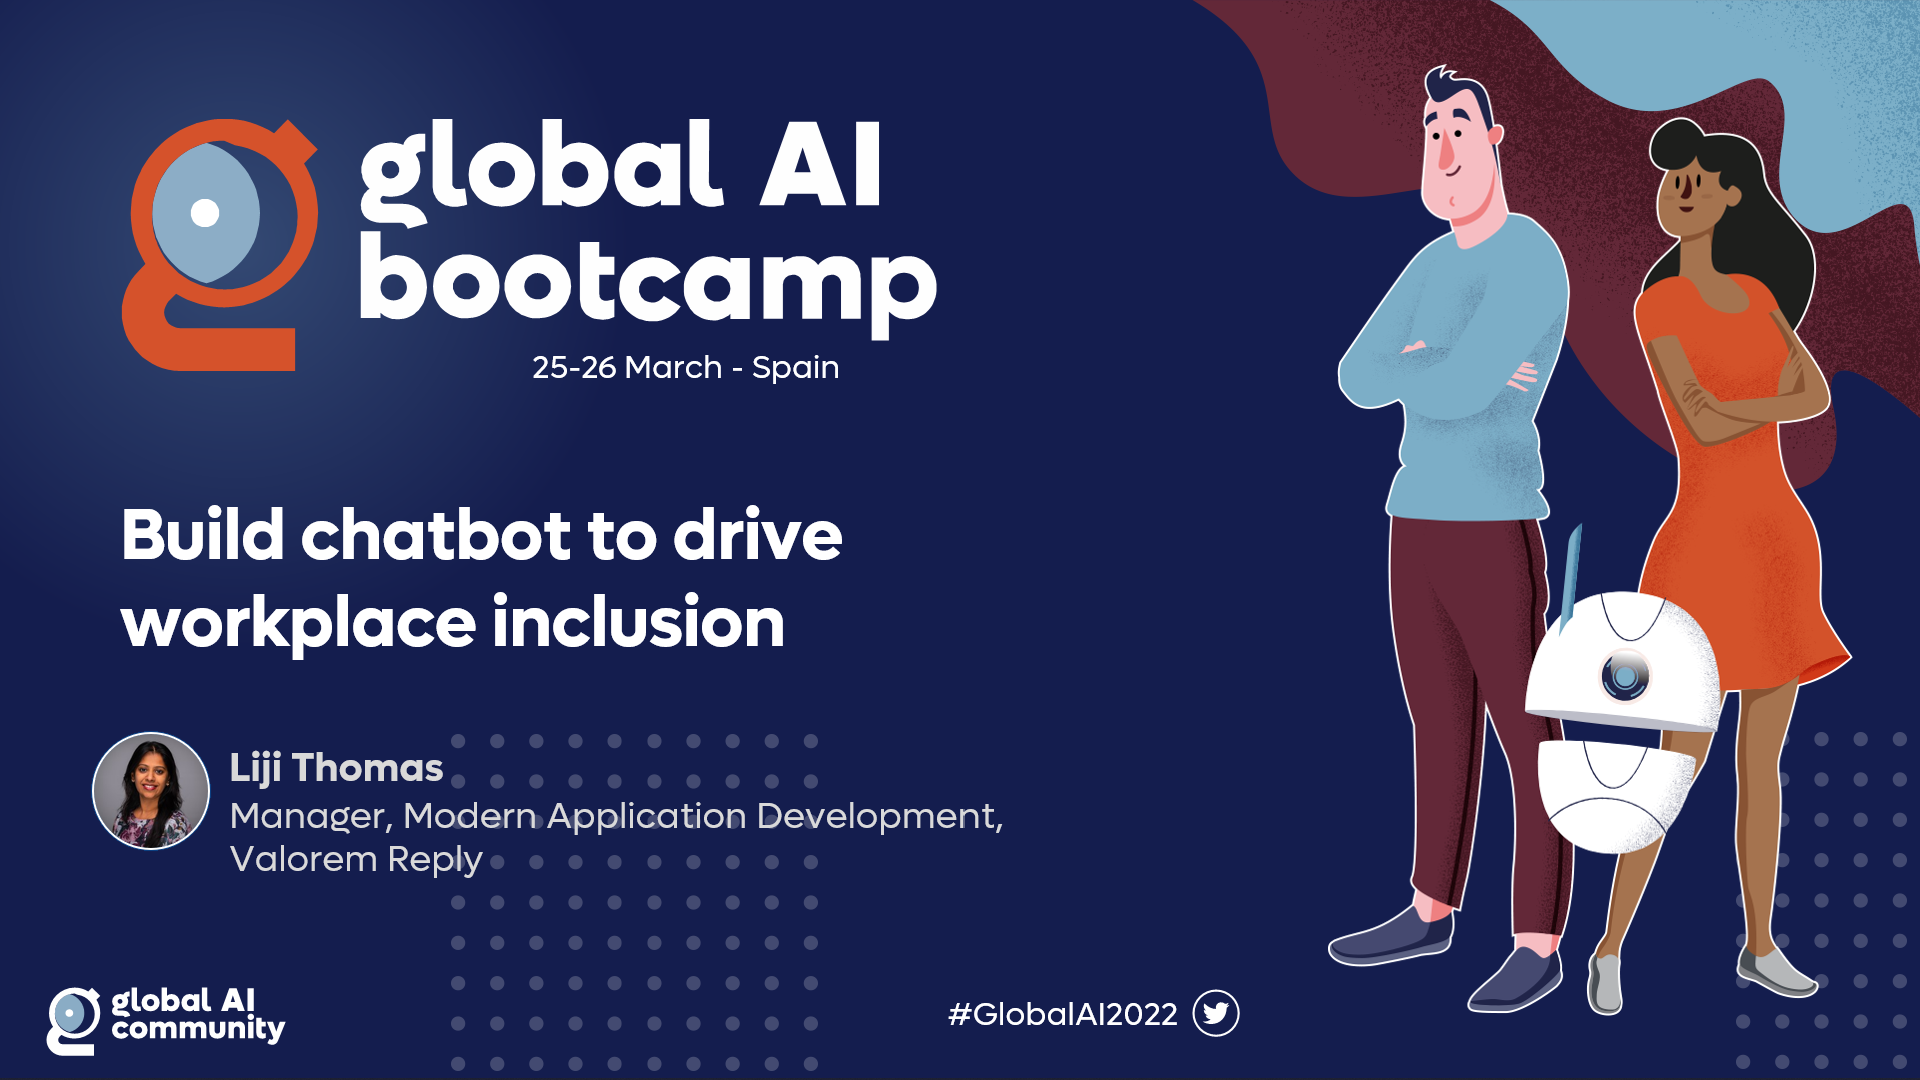 global AI
bootcamp
25-26 March - Spain
Build chatbot to drive
workplace inclusion
Liji Thomas
Manager, Modern Application Development,
Valorem Reply
global AI
community
#GlobalAI2022